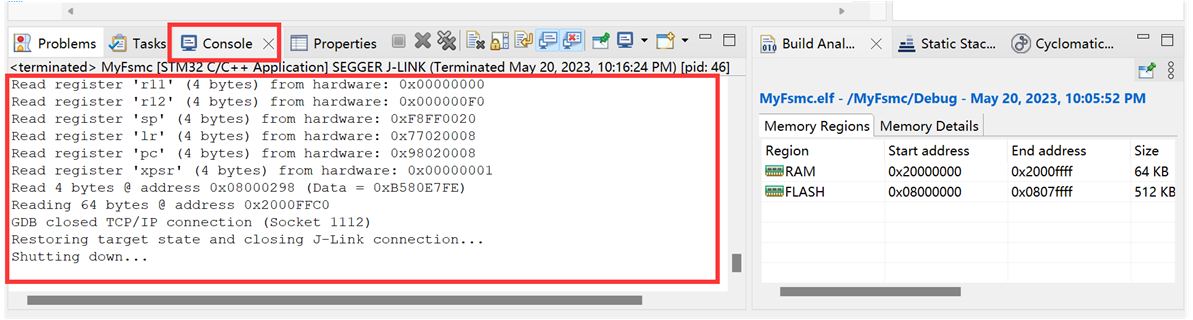 Problems Tasks Console Properties
<terminated> MyFsmc [STM32 C/C++ Application] SEGGER J-LINK (Terminated May 20, 2023, 10:16:24 PM) [pid: 46]
Read register 'r11' (4 bytes) from hardware: 0x00000000
Read register 'r12' (4 bytes) from hardware: 0x000000F0
Read register 'sp' (4 bytes) from hardware: 0xF8FF0020
Read register 'lr' (4 bytes) from hardware: 0x77020008
Read register 'pc' (4 bytes) from hardware: 0x98020008
Read register 'xpsr' (4 bytes) from hardware: 0x00000001
Read 4 bytes @ address 0x08000298 (Data = 0xB580E7FE)
Reading 64 bytes @ address 0x2000FFC0
GDB closed TCP/IP connection (Socket 1112)
Restoring target state and closing J-Link connection...
Shutting down...
Build Anal... Static Stac... Cyclomatic...
MyFsmc.elf - /MyFsmc/Debug - May 20, 2023, 10:05:52 PM
Memory Regions Memory Details
Region Start address End address Size
RAM 0x20000000 0x2000ffff 64 KB
FLASH 0x08000000 0x0807ffff 512 KB